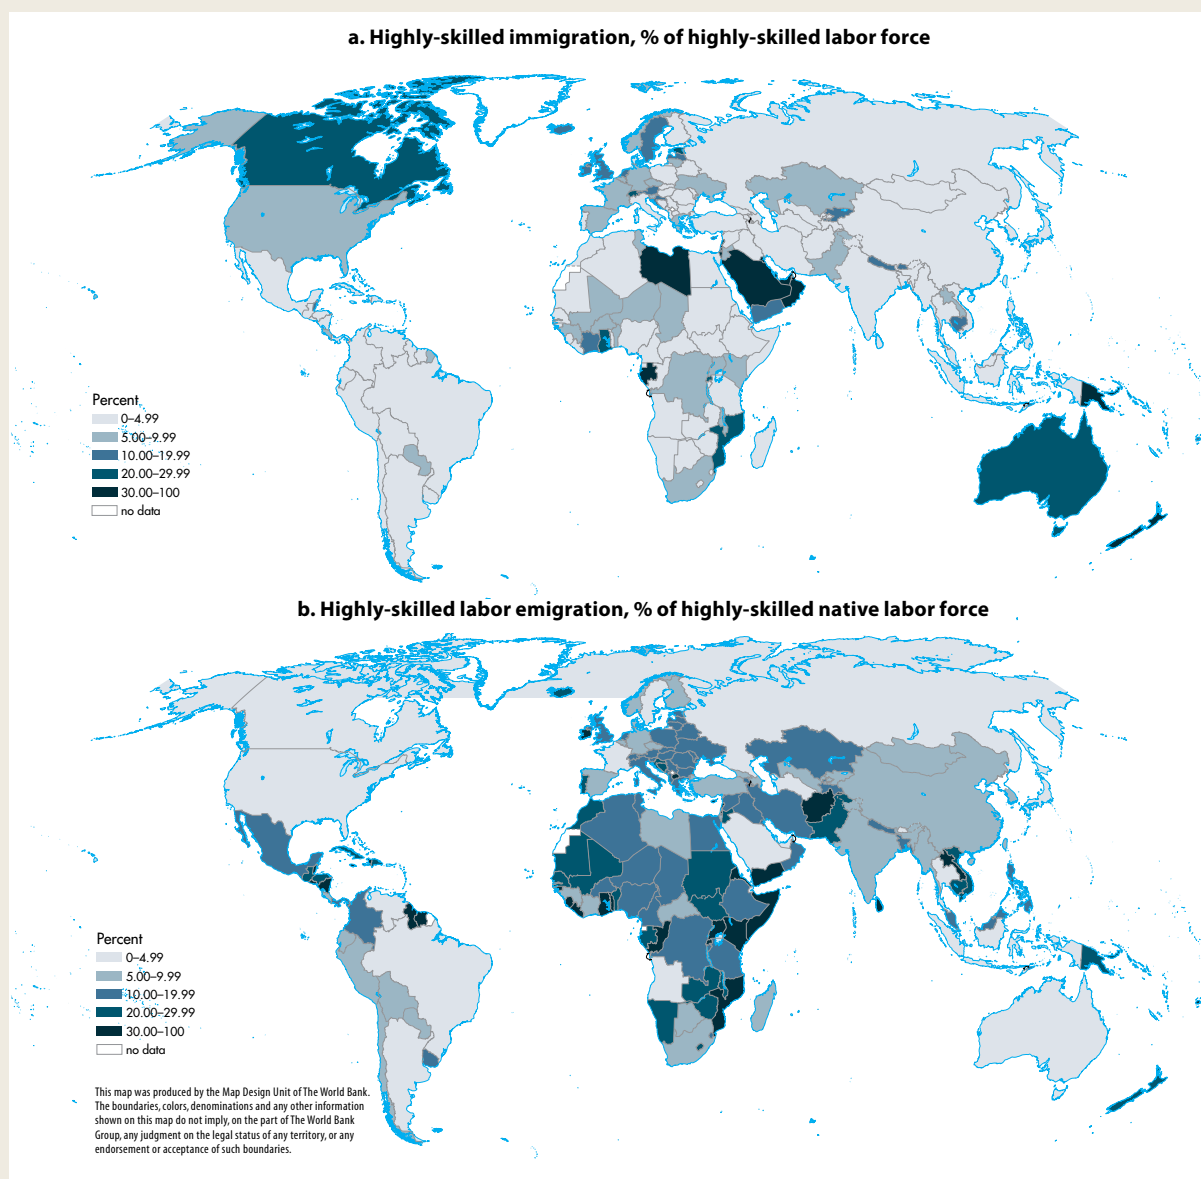 a. Highly-skilled immigration, % of highly-skilled labor force
Percent
0–4.99
5.00–9.99
10.00–19.99
20.00–29.99
30.00–100
no data
b. Highly-skilled labor emigration, % of highly-skilled native labor force
Percent
0–4.99
5.00–9.99
10.00–19.99
20.00–29.99
30.00–100
no data
This map was produced by the Map Design Unit of The World Bank.
The boundaries, colors, denominations and any other information
shown on this map do not imply, on the part of The World Bank
Group, any judgment on the legal status of any territory, or any
endorsement or acceptance of such boundaries.